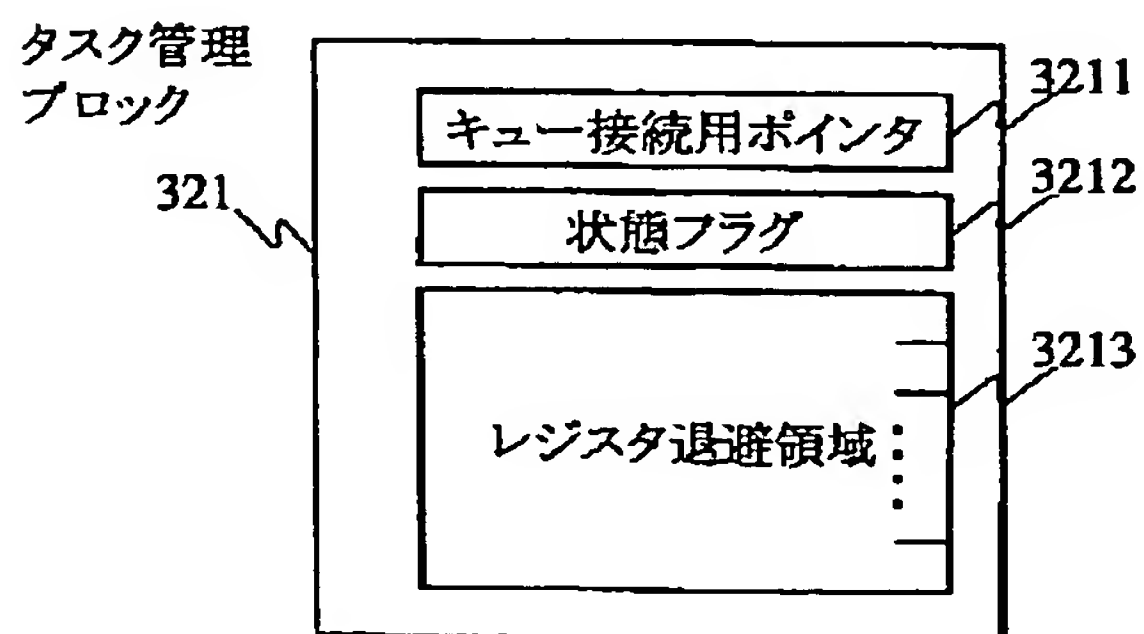 タスク管理
ブロック
321
キュー接続用ポインタ
3211
状態フラグ
3212
レジスタ退避領域
3213